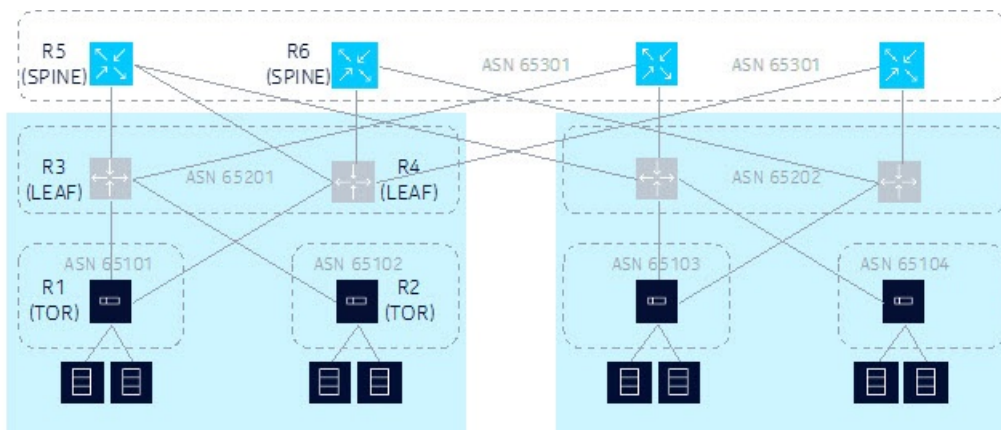 R5
(SPINE)
R6
(SPINE)
ASN 65301
ASN 65301
R3
(LEAF)
ASN 65201
R4
(LEAF)
ASN 65202
ASN 65101
R1
(TOR)
ASN 65102
R2
(TOR)
ASN 65103
ASN 65104